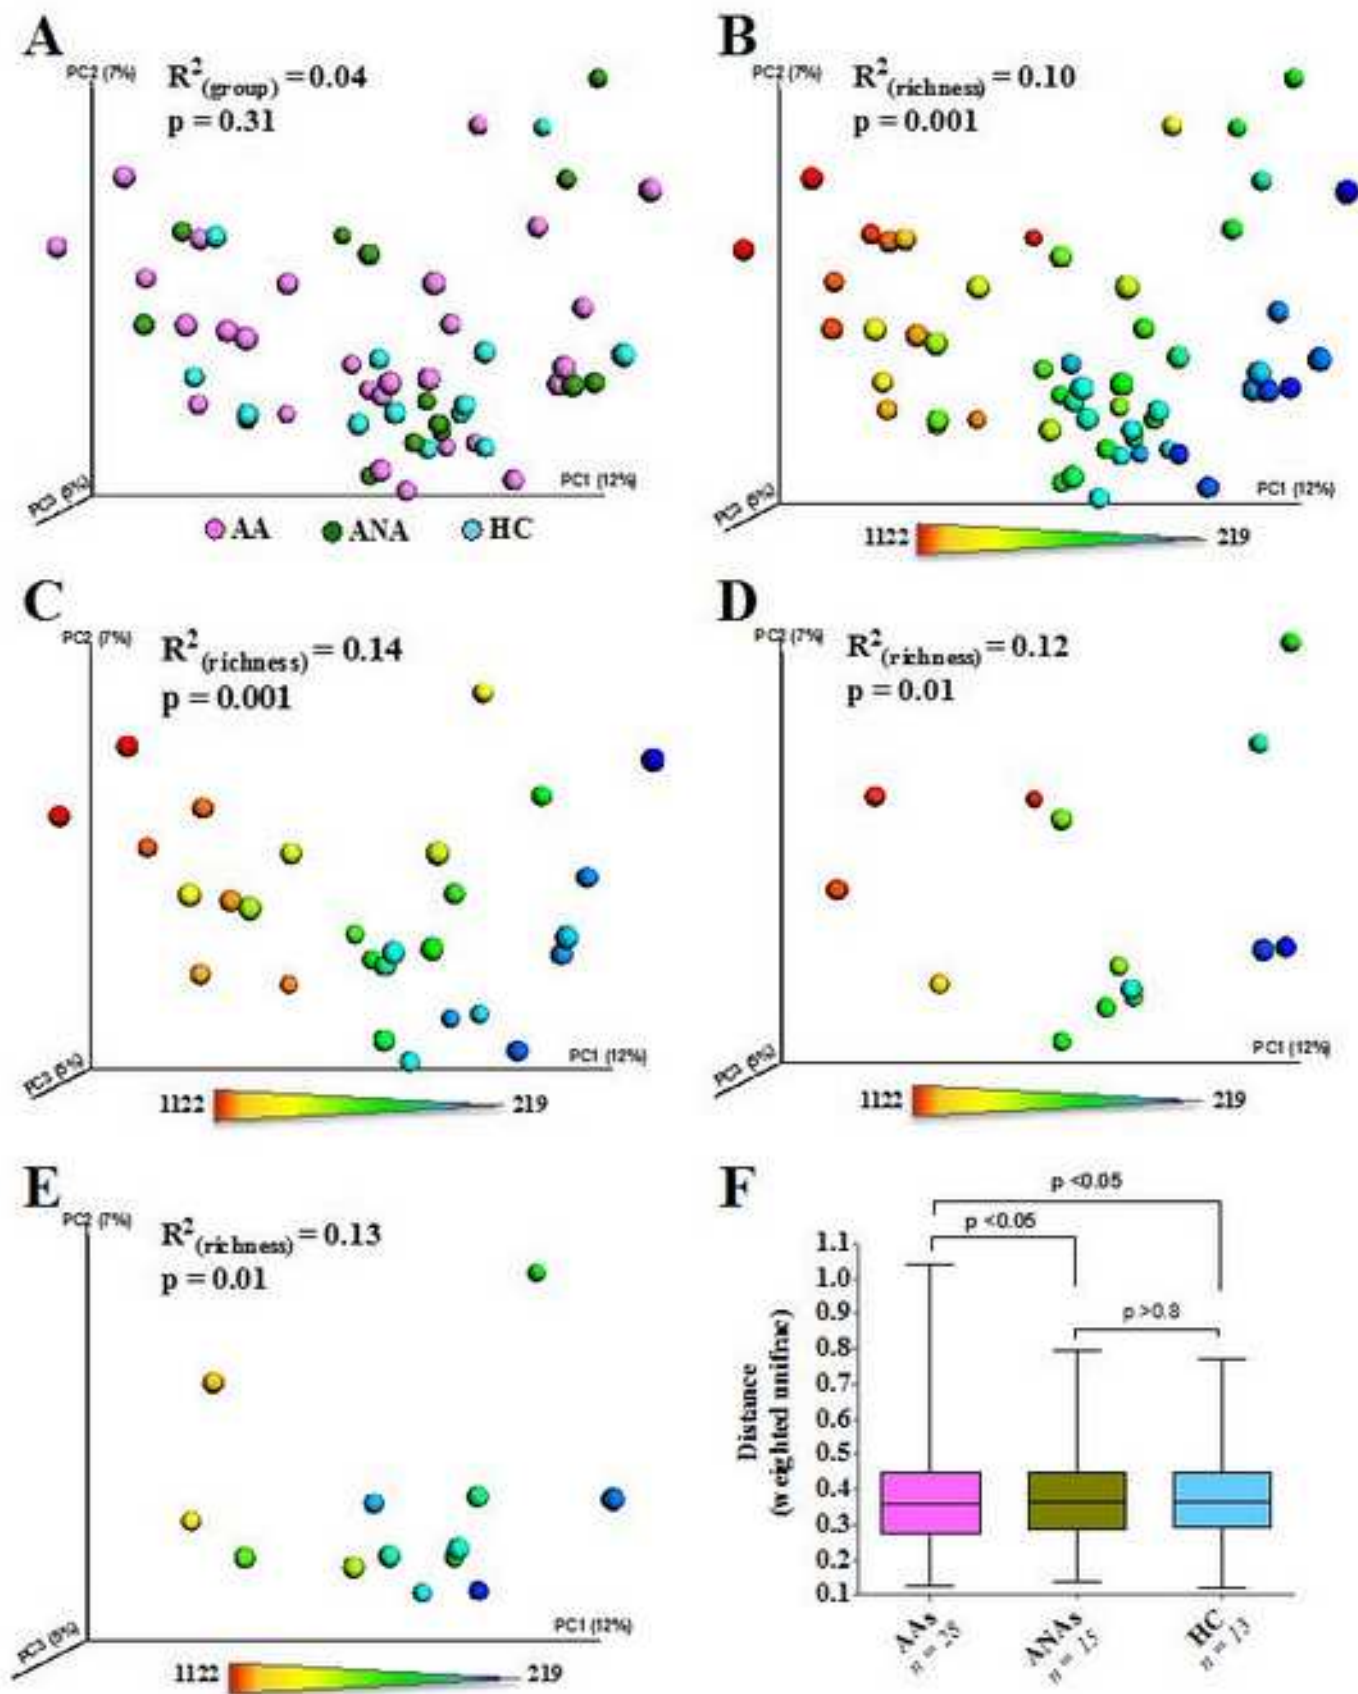 A
PC2 (7%)
R²(group) = 0.04
p = 0.31
PC3 (5%)
PC1 (12%)
AA ANA HC
B
PC2 (7%)
R²(richness) = 0.10
p = 0.001
PC3 (5%)
PC1 (12%)
1122 219
C
PC2 (7%)
R²(richness) = 0.14
p = 0.001
PC3 (5%)
PC1 (12%)
1122 219
D
PC2 (7%)
R²(richness) = 0.12
p = 0.01
PC3 (5%)
PC1 (12%)
1122 219
E
PC2 (7%)
R²(richness) = 0.13
p = 0.01
PC3 (5%)
PC1 (12%)
1122 219
F
p <0.05
p <0.05
p >0.8
Distance
(weighted unifrac)
1.1
1.0
0.9
0.8
0.7
0.6
0.5
0.4
0.3
0.2
0.1
AAs
n =
ANAs
n = 15
HC
n = 13